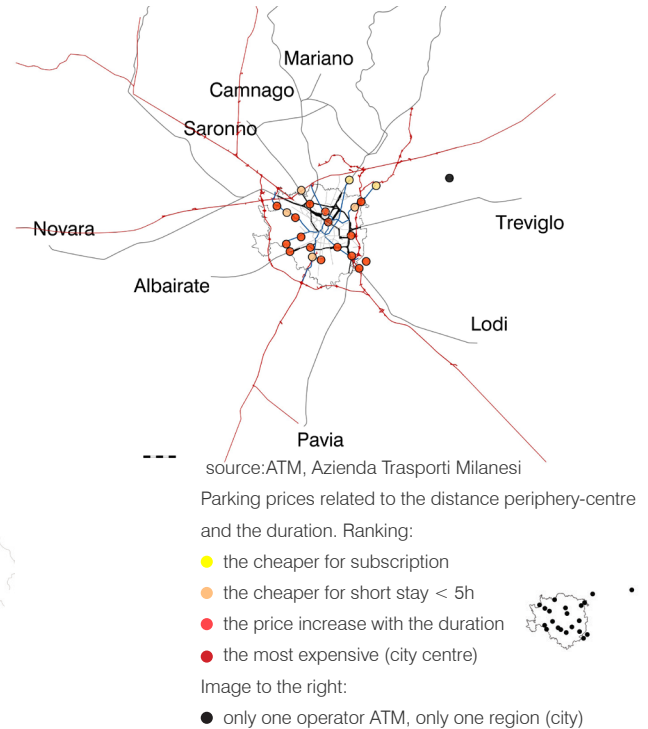 Mariano
Camnago
Saronno
Novara
Treviglo
Albairate
Lodi
Pavia
source:ATM, Azienda Trasporti Milanesi
Parking prices related to the distance periphery-centre
and the duration. Ranking:
the cheaper for subscription
the cheaper for short stay < 5h
the price increase with the duration
the most expensive (city centre)
Image to the right:
only one operator ATM, only one region (city)